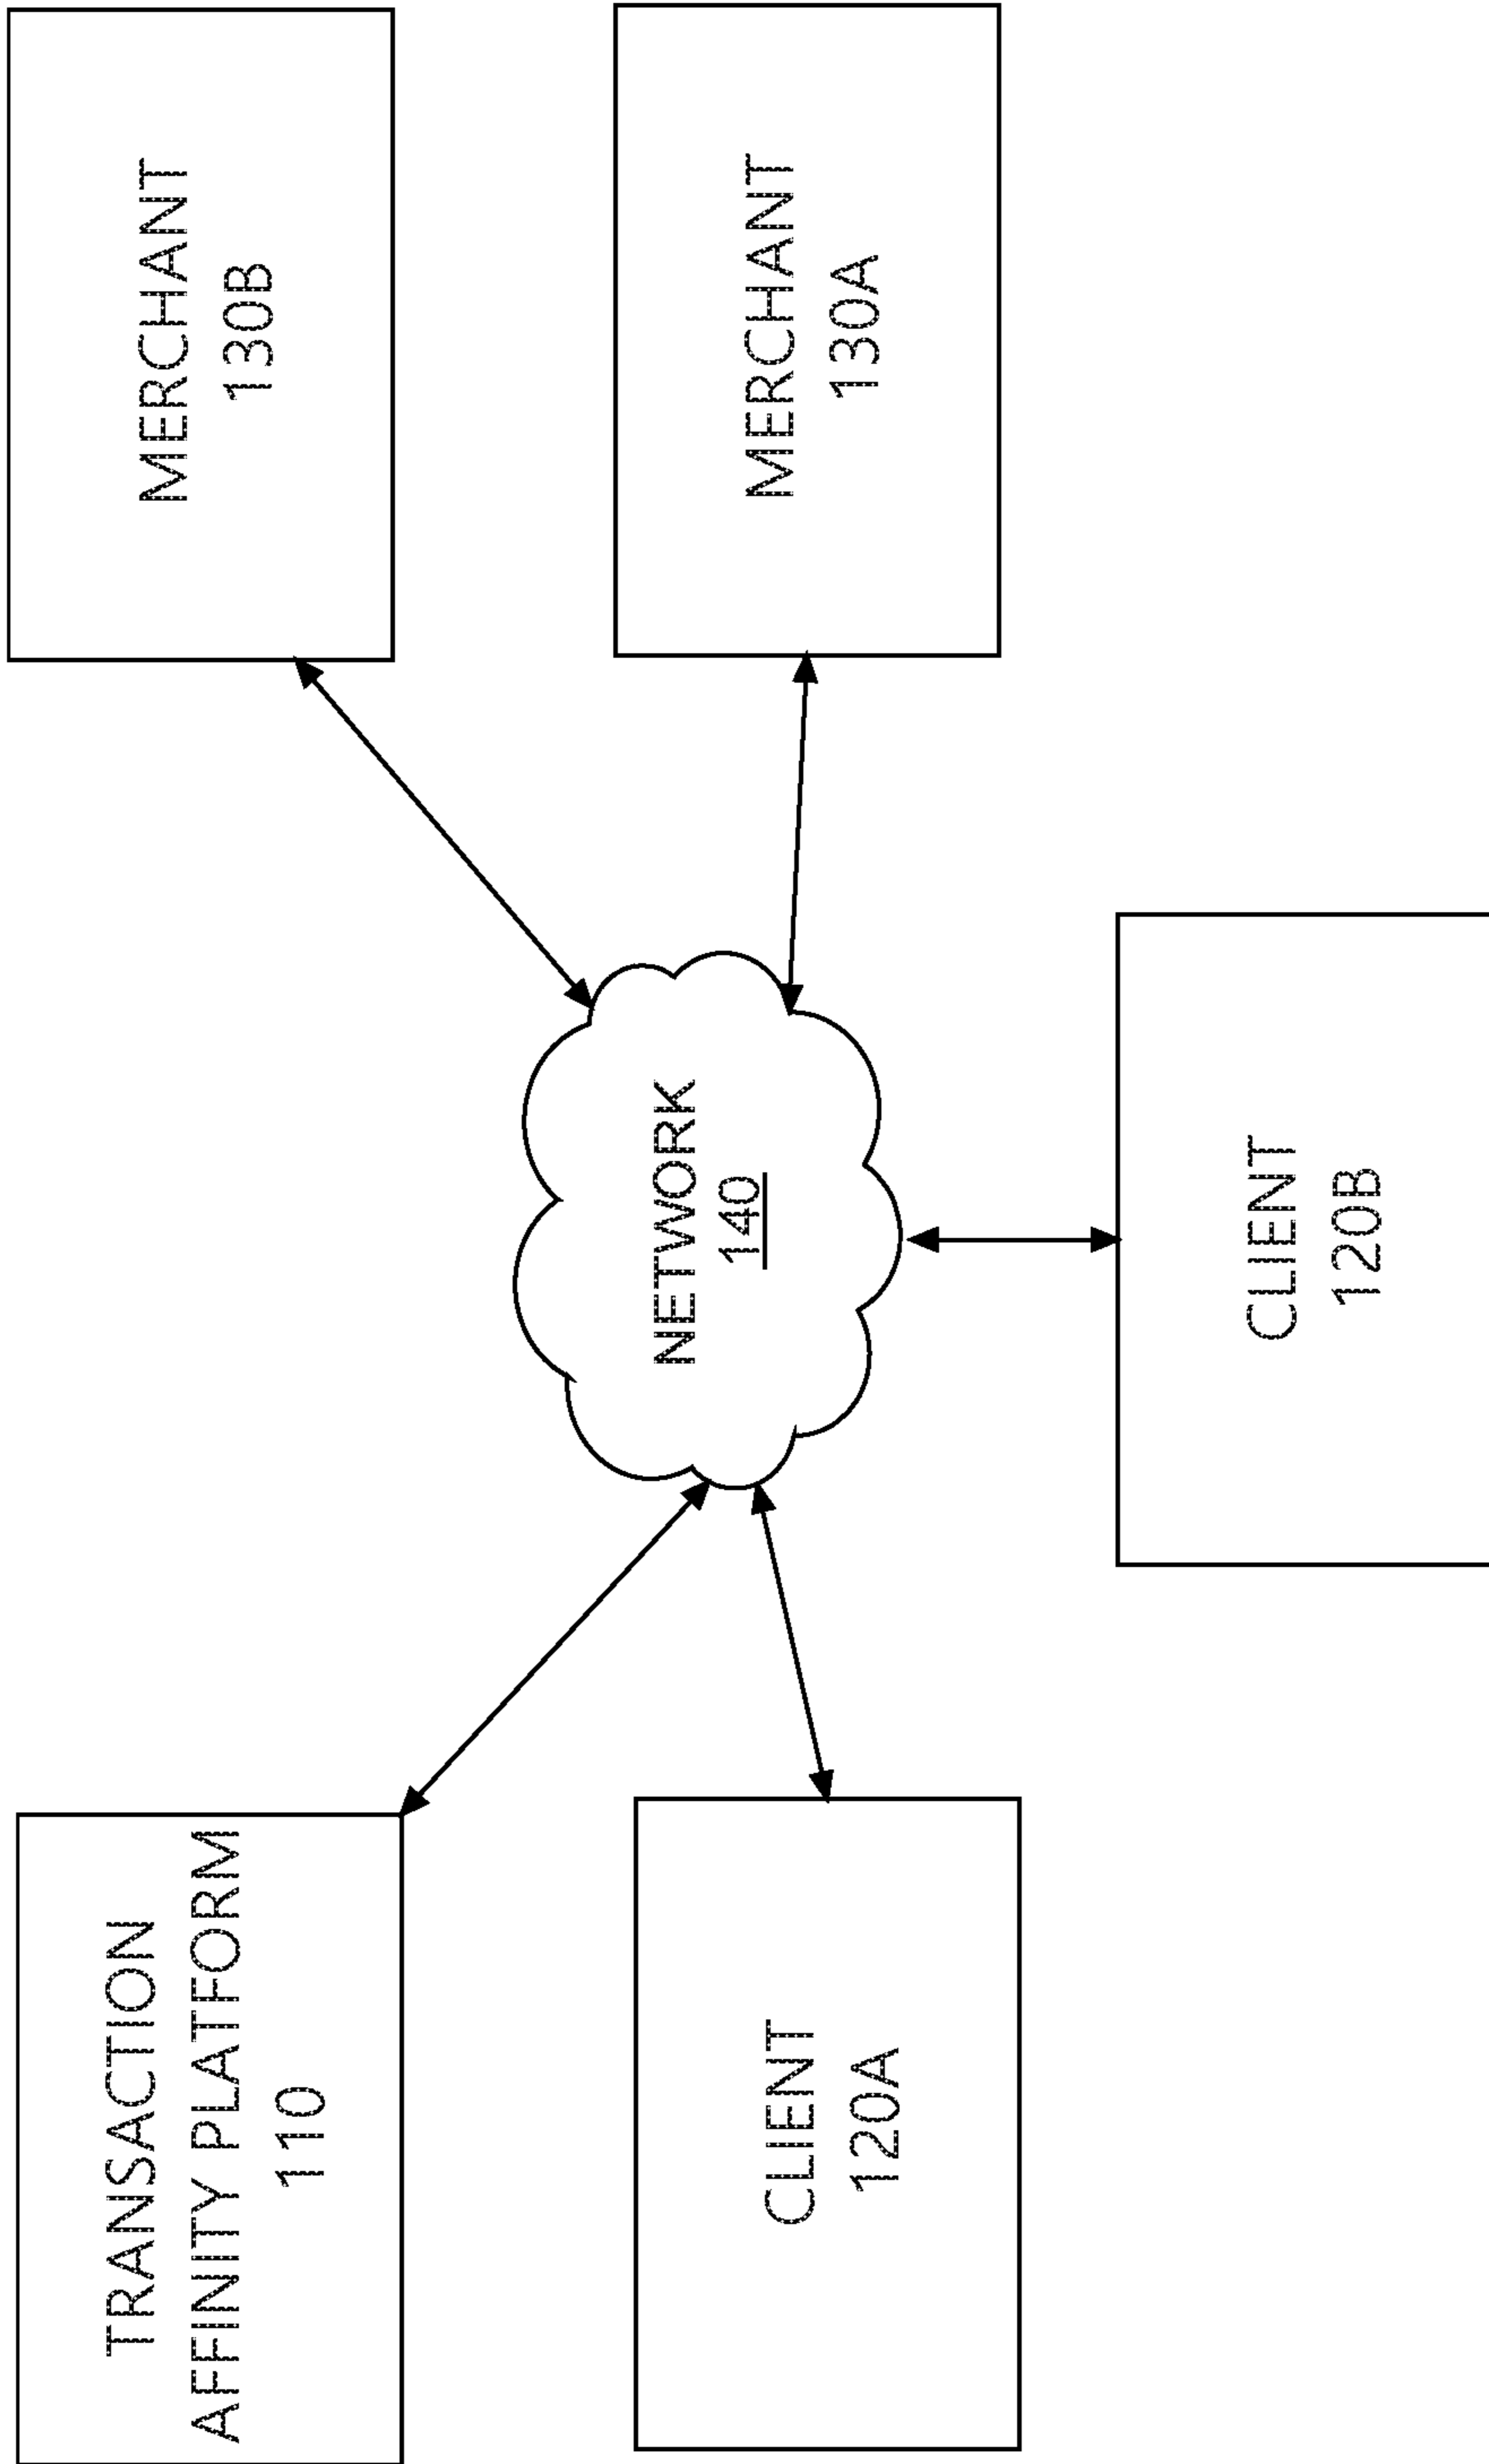 TRANSACTION
AFFINITY PLATFORM
110
MERCHANT
130B
NETWORK
140
CLIENT
120A
MERCHANT
130A
CLIENT
120B